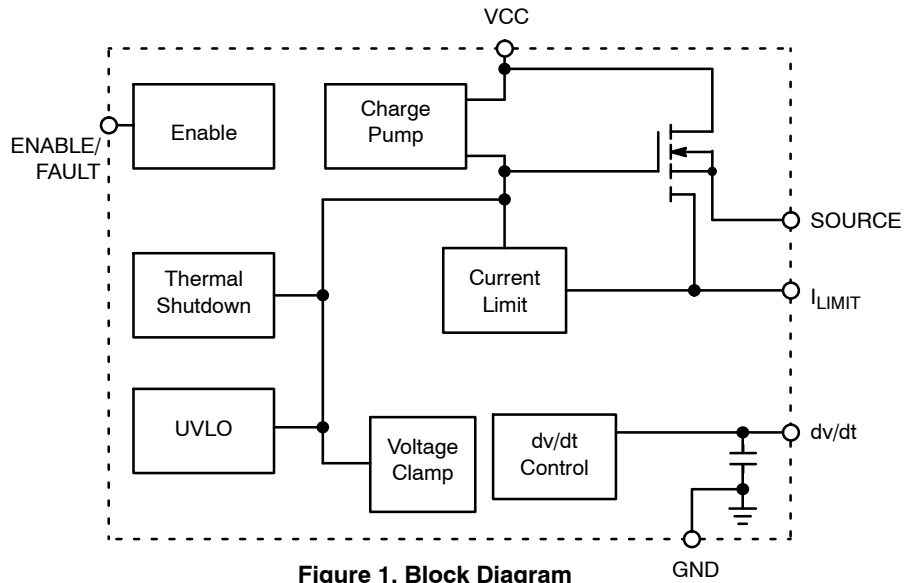 VCC
Charge
Pump
Enable
ENABLE/
FAULT
SOURCE
Thermal
Shutdown
Current
Limit
ILIMIT
UVLO
Voltage
Clamp
dv/dt
Control
dv/dt
GND
Figure 1. Block Diagram